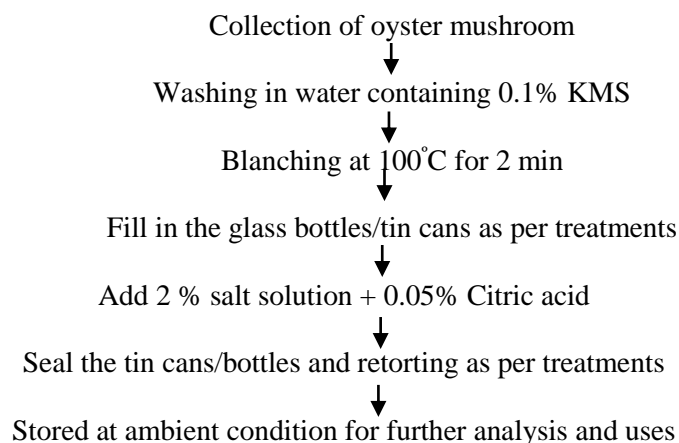 Collection of oyster mushroom
Washing in water containing 0.1% KMS
Blanching at 100°C for 2 min
Fill in the glass bottles/tin cans as per treatments
Add 2 % salt solution + 0.05% Citric acid
Seal the tin cans/bottles and retorting as per treatments
Stored at ambient condition for further analysis and uses